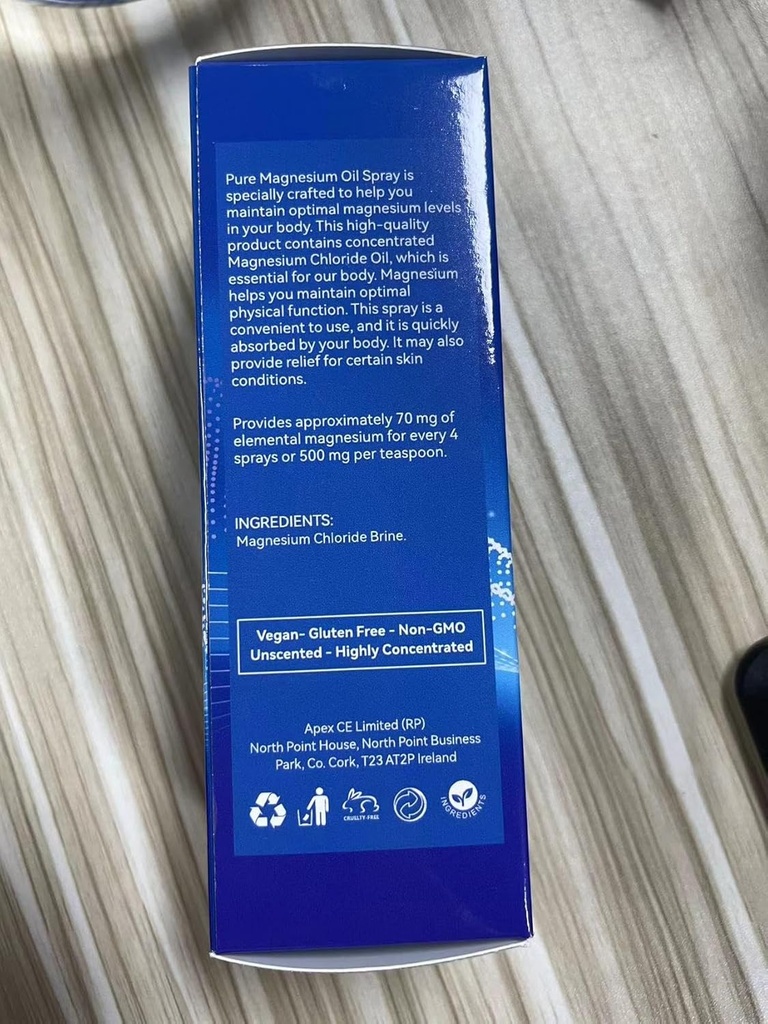 Pure Magnesium Oil Spray is
specially crafted to help you
maintain optimal magnesium levels
in your body. This high-quality
product contains concentrated
Magnesium Chloride Oil, which is
essential for our body. Magnesium
helps you maintain optimal
physical function. This spray is a
convenient to use, and it is quickly
absorbed by your body. It may also
provide relief for certain skin
conditions.
Provides approximately 70 mg of
elemental magnesium for every 4
sprays or 500 mg per teaspoon.
INGREDIENTS:
Magnesium Chloride Brine.
Vegan- Gluten Free - Non-GMO
Unscented - Highly Concentrated
Apex CE Limited (RP)
North Point House, North Point Business
Park, Co. Cork, T23 AT2P Ireland
CRUELTY-FREE
INGREDIENTS